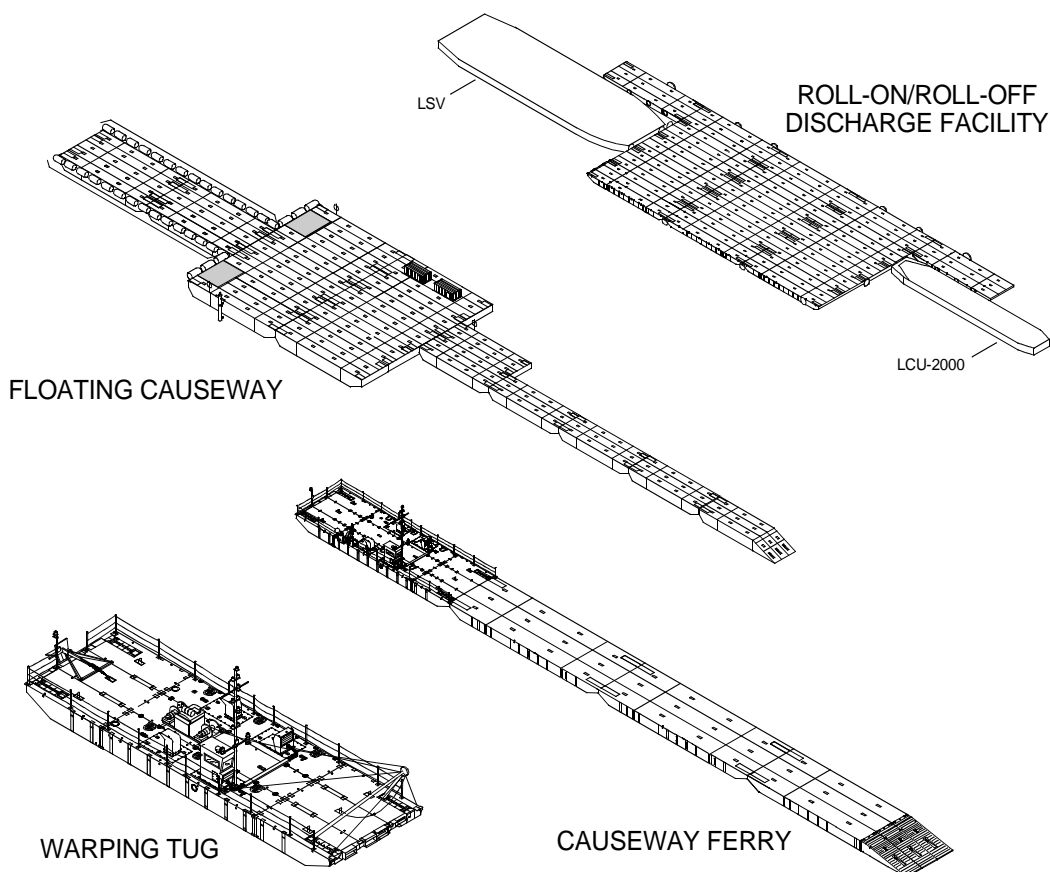 LSV
ROLL-ON/ROLL-OFF
DISCHARGE FACILITY
LCU-2000
FLOATING CAUSEWAY
WARPING TUG
CAUSEWAY FERRY